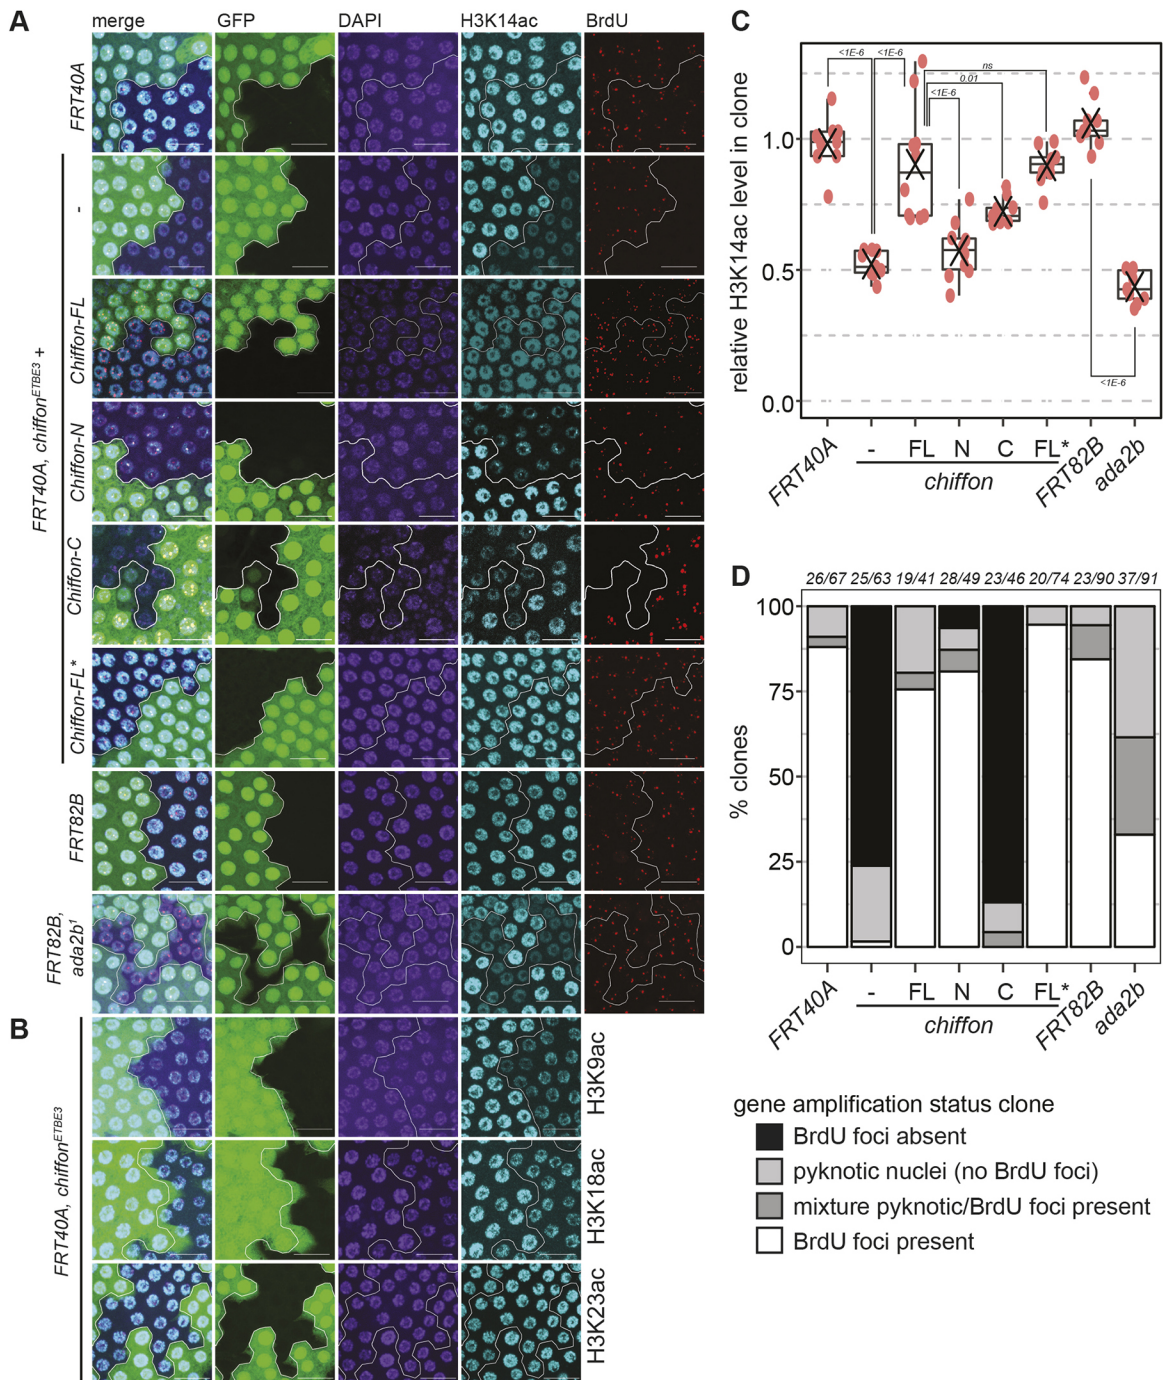 A
merge GFP DAPI H3K14ac BrdU
FRT40A
FRT40A, chiffonETBE3 +
-
Chiffon-FL
Chiffon-N
Chiffon-C
Chiffon-FL*
FRT82B
FRT82B,
ada2b1
B
FRT40A, chiffonETBE3
H3K9ac
H3K18ac
H3K23ac
C
relative H3K14ac level in clone
1.0
0.5
0.0
<1E-6 <1E-6
ns
0.01
<1E-6
<1E-6
FRT40A - FL N C FL* FRT82B ada2b
chiffon
D
26/67 25/63 19/41 28/49 23/46 20/74 23/90 37/91
% clones
100
75
50
25
0
FRT40A - FL N C FL* FRT82B ada2b
chiffon
gene amplification status clone
BrdU foci absent
pyknotic nuclei (no BrdU foci)
mixture pyknotic/BrdU foci present
BrdU foci present